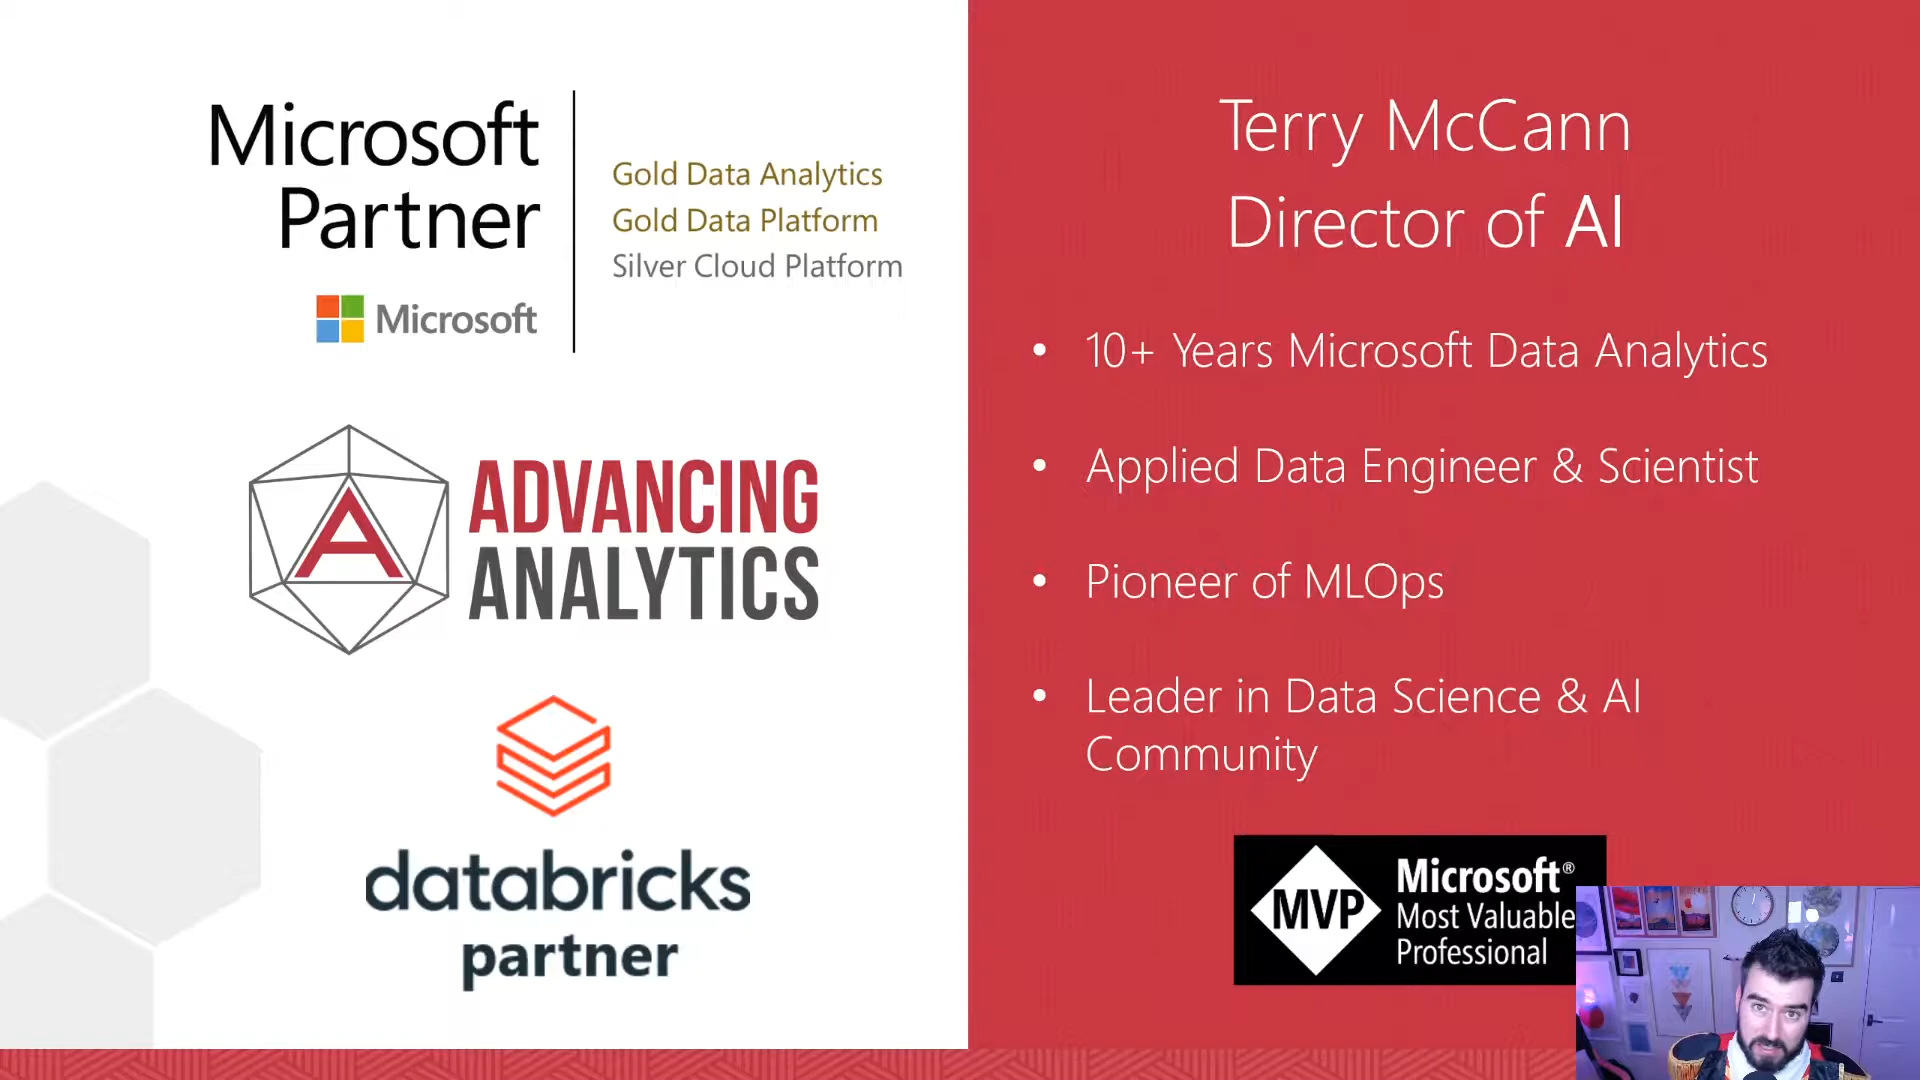 Microsoft
Partner
Microsoft
Gold Data Analytics
Gold Data Platform
Silver Cloud Platform
A
ADVANCING
ANALYTICS
databricks
partner
Terry McCann
Director of AI
• 10+ Years Microsoft Data Analytics
• Applied Data Engineer & Scientist
• Pioneer of MLOps
• Leader in Data Science & AI
Community
MVP
Microsoft®
Most Valuable
Professional